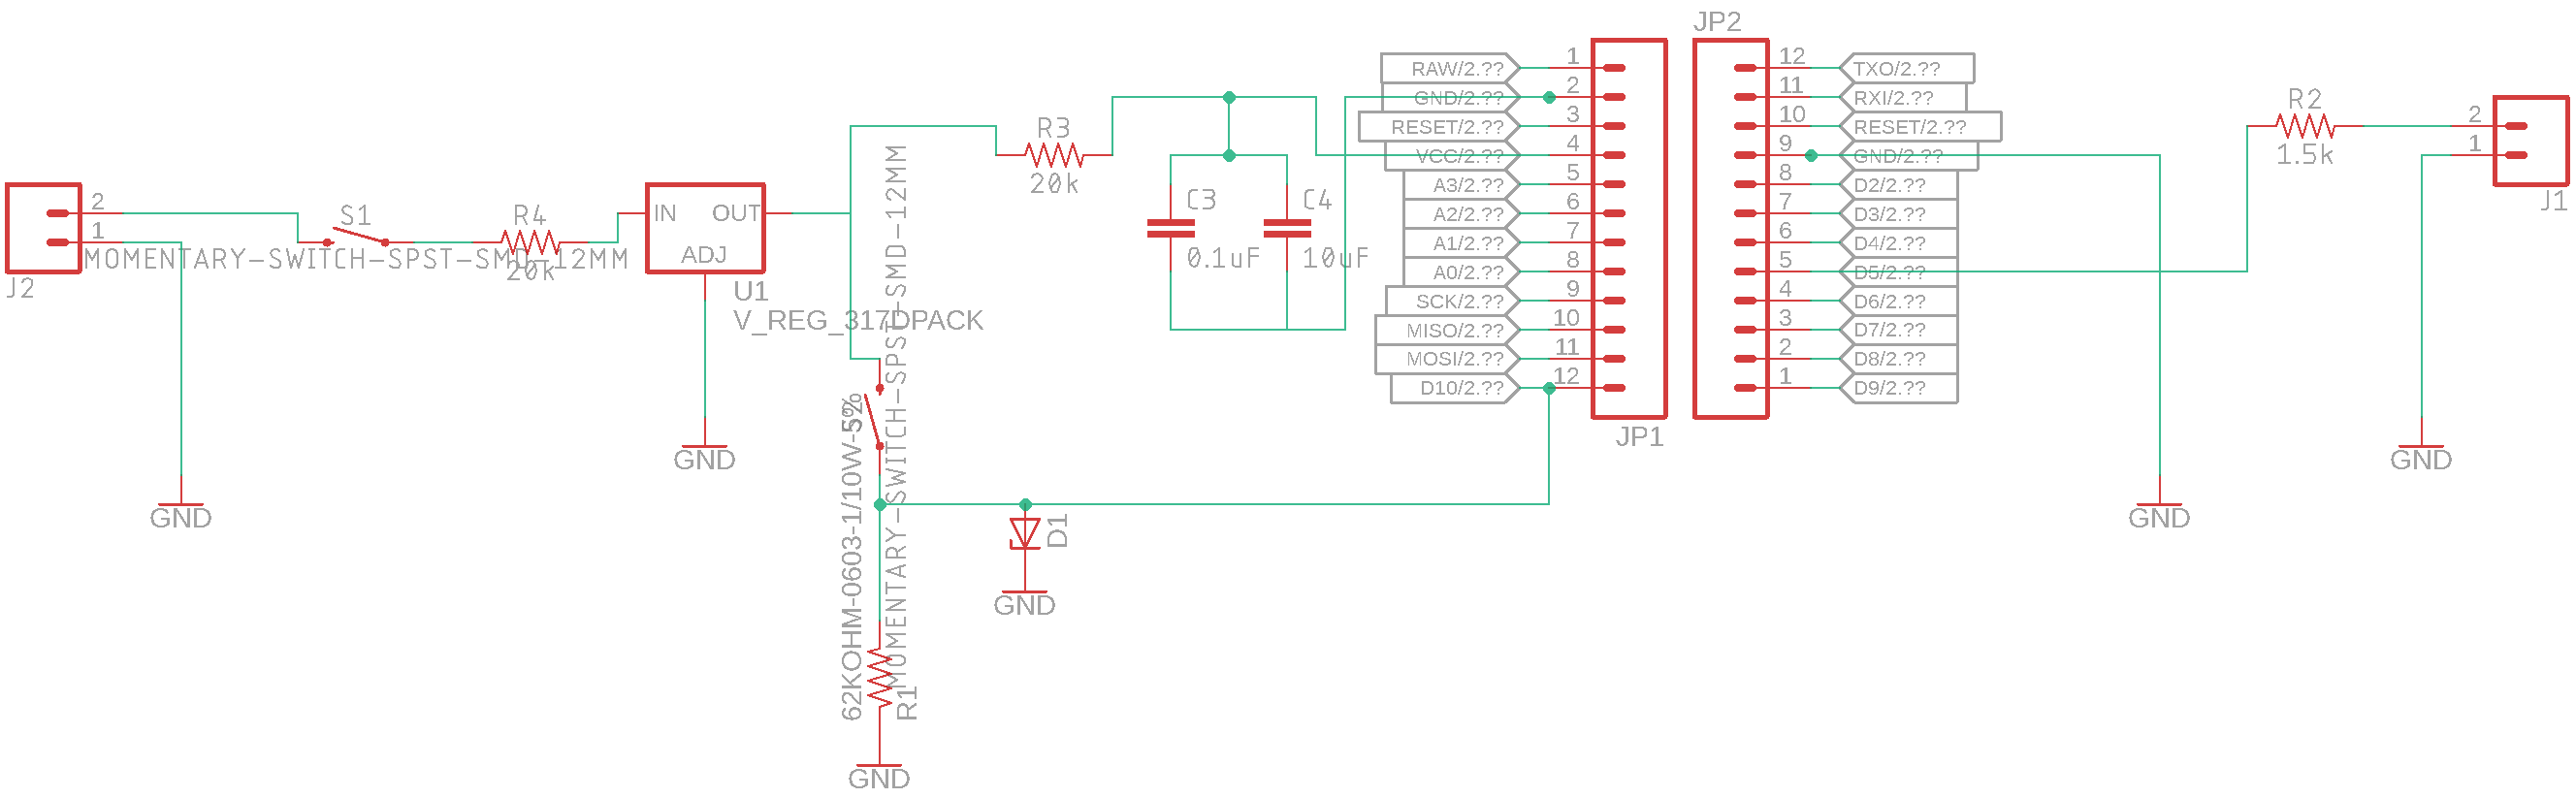 JP2
RAW/2.??
1
GND/2.??
2
RESET/2.??
3
VCC/2.??
4
A3/2.??
5
A2/2.??
6
A1/2.??
7
A0/2.??
8
SCK/2.??
9
MISO/2.??
10
MOSI/2.??
11
D10/2.??
12
JP1
12
TXO/2.??
11
RXI/2.??
10
RESET/2.??
9
GND/2.??
8
D2/2.??
7
D3/2.??
6
D4/2.??
5
D5/2.??
4
D6/2.??
3
D7/2.??
2
D8/2.??
1
D9/2.??
R2
1.5k
2
1
J1
GND
GND
2
1
J2
S1
MOMENTARY-SWITCH-SPST-SMD-12MM
R4
20k
GND
IN OUT
ADJ
U1
V_REG_317DPACK
GND
R3
20k
C3
0.1uF
C4
10uF
S2
MOMENTARY-SWITCH-SPST-SMD-12MM
62KOHM-0603-1/10W-5%
R1
GND
D1
GND